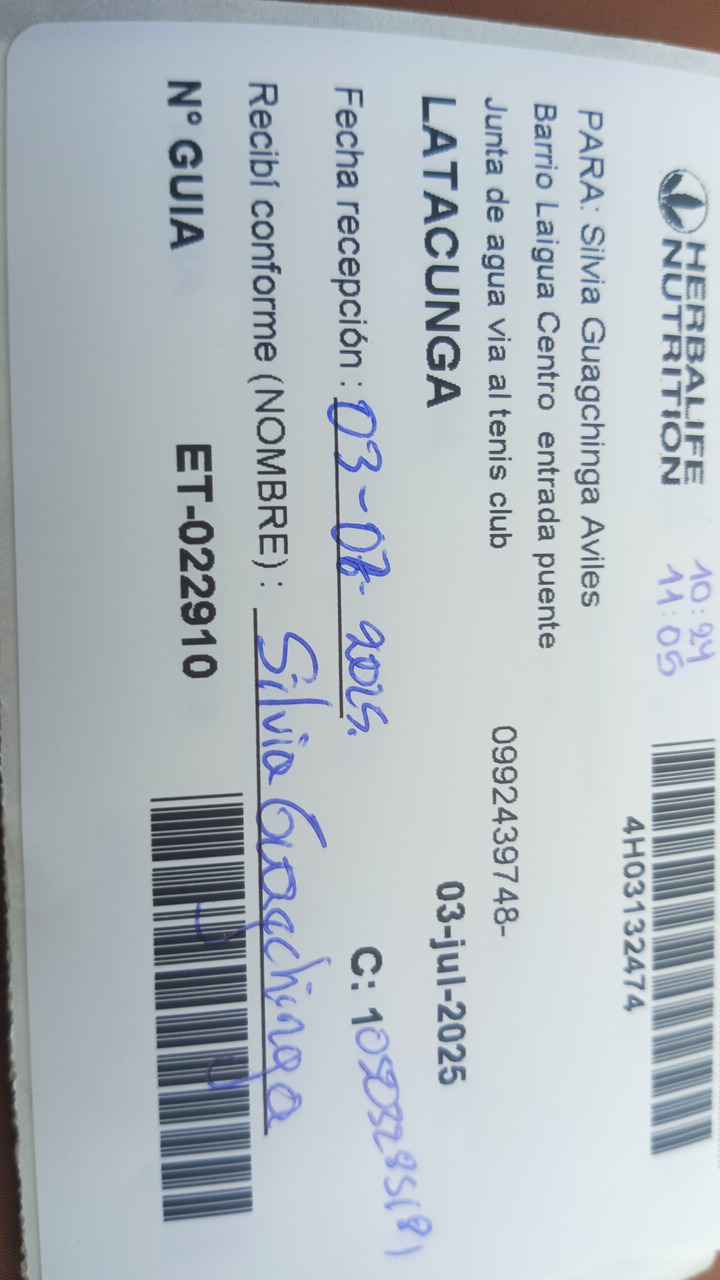 HERBALIFE
NUTRITION
10:24
11:05
4H03132474
PARA: Silvia Guagchinga Aviles
Barrio Laigua Centro entrada puente
Junta de agua via al tenis club 0992439748-
LATACUNGA 03-jul-2025
Fecha recepción : 03-07-2025. C: 1
Recibí conforme (NOMBRE) : Silvia Guagchinga
Nº GUIA ET-022910